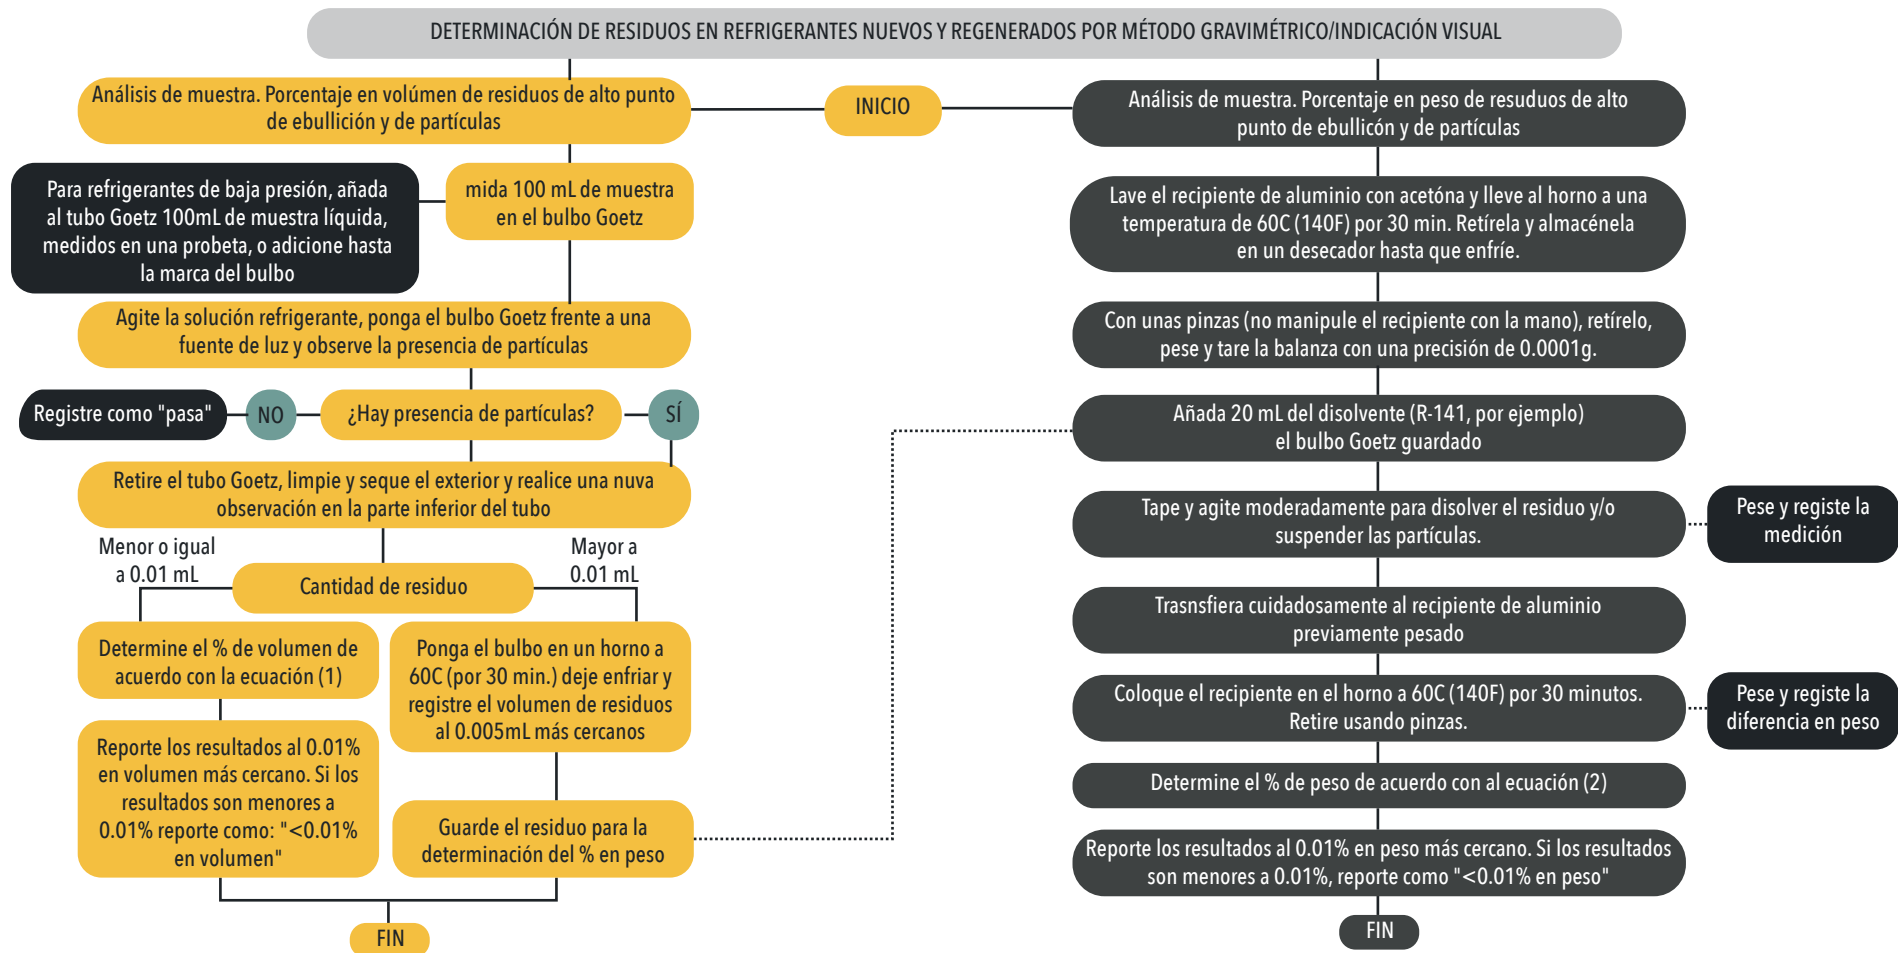 DETERMINACIÓN DE RESIDUOS EN REFRIGERANTES NUEVOS Y REGENERADOS POR MÉTODO GRAVIMÉTRICO/INDICACIÓN VISUAL
Análisis de muestra. Porcentaje en volúmen de residuos de alto punto
de ebullición y de partículas
INICIO
Análisis de muestra. Porcentaje en peso de resuduos de alto
punto de ebullicón y de partículas
Para refrigerantes de baja presión, añada
al tubo Goetz 100mL de muestra líquida,
medidos en una probeta, o adicione hasta
la marca del bulbo
mida 100 mL de muestra
en el bulbo Goetz
Agite la solución refrigerante, ponga el bulbo Goetz frente a una
fuente de luz y observe la presencia de partículas
Registre como "pasa"
NO
¿Hay presencia de partículas?
SÍ
Retire el tubo Goetz, limpie y seque el exterior y realice una nuva
observación en la parte inferior del tubo
Menor o igual
a 0.01 mL
Cantidad de residuo
Mayor a
0.01 mL
Determine el % de volumen de
acuerdo con la ecuación (1)
Reporte los resultados al 0.01%
en volumen más cercano. Si los
resultados son menores a
0.01% reporte como: "<0.01%
en volumen"
Ponga el bulbo en un horno a
60C (por 30 min.) deje enfriar y
registre el volumen de residuos
al 0.005mL más cercanos
Guarde el residuo para la
determinación del % en peso
FIN
Lave el recipiente de aluminio con acetóna y lleve al horno a una
temperatura de 60C (140F) por 30 min. Retírela y almacénela
en un desecador hasta que enfríe.
Con unas pinzas (no manipule el recipiente con la mano), retírelo,
pese y tare la balanza con una precisión de 0.0001g.
Añada 20 mL del disolvente (R-141, por ejemplo)
el bulbo Goetz guardado
Tape y agite moderadamente para disolver el residuo y/o
suspender las partículas.
Pese y registe la
medición
Trasnsfiera cuidadosamente al recipiente de aluminio
previamente pesado
Coloque el recipiente en el horno a 60C (140F) por 30 minutos.
Retire usando pinzas.
Pese y registe la
diferencia en peso
Determine el % de peso de acuerdo con al ecuación (2)
Reporte los resultados al 0.01% en peso más cercano. Si los resultados
son menores a 0.01%, reporte como "<0.01% en peso"
FIN